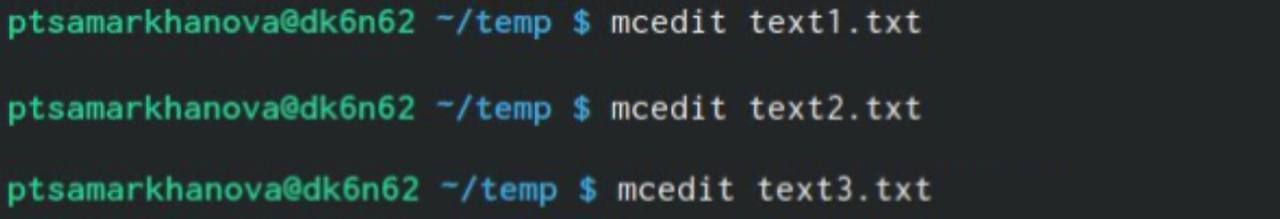 ptsamarkhanova@dk6n62 ~/temp $ mcedit text1.txt
ptsamarkhanova@dk6n62 ~/temp $ mcedit text2.txt
ptsamarkhanova@dk6n62 ~/temp $ mcedit text3.txt